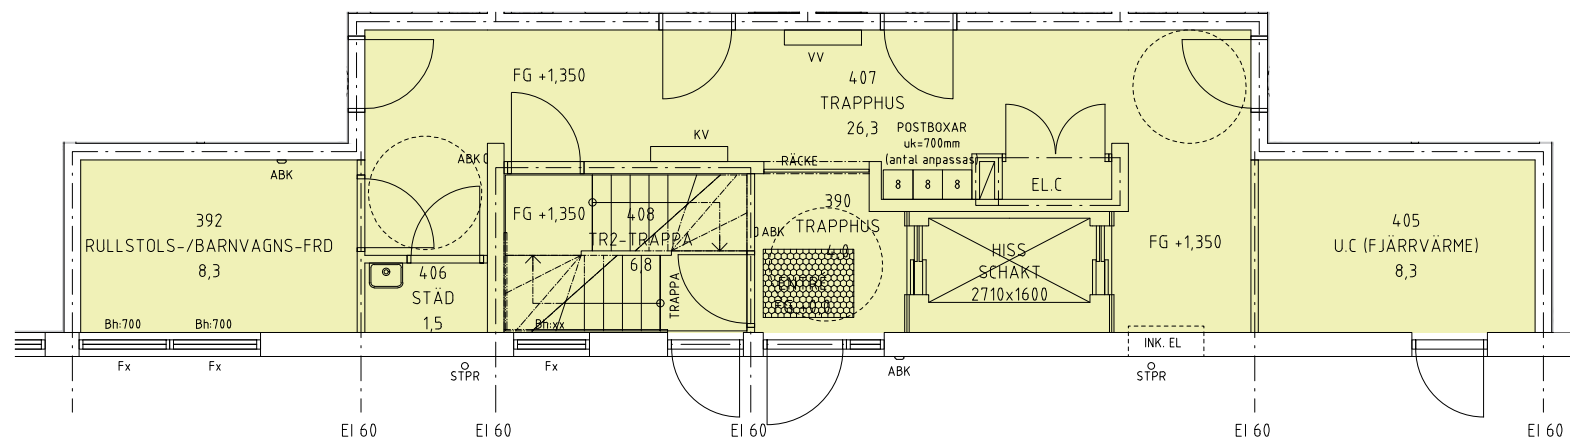 FG +1,350
VV
407
TRAPPHUS
26,3
KV
POSTBOXAR
uk=700mm
(antal anpassas)
ABK
ABK
RÄCKE
8 8 8
EL.C
392
RULLSTOLS-/BARNVAGNS-FRD
8,3
FG +1,350
408
TR2-TRAPPA
6,8
390
TRAPPHUS
4,0
ABK
HISS
SCHAKT
2710x1600
FG +1,350
405
U.C (FJÄRRVÄRME)
8,3
406
STÄD
1,5
TRAPPA
ENTRÉ
Bh:700
Bh:700
Bh:xx
INK. EL
Fx
Fx
STPR
Fx
ABK
STPR
EI 60
EI 60
EI 60
EI 60
EI 60